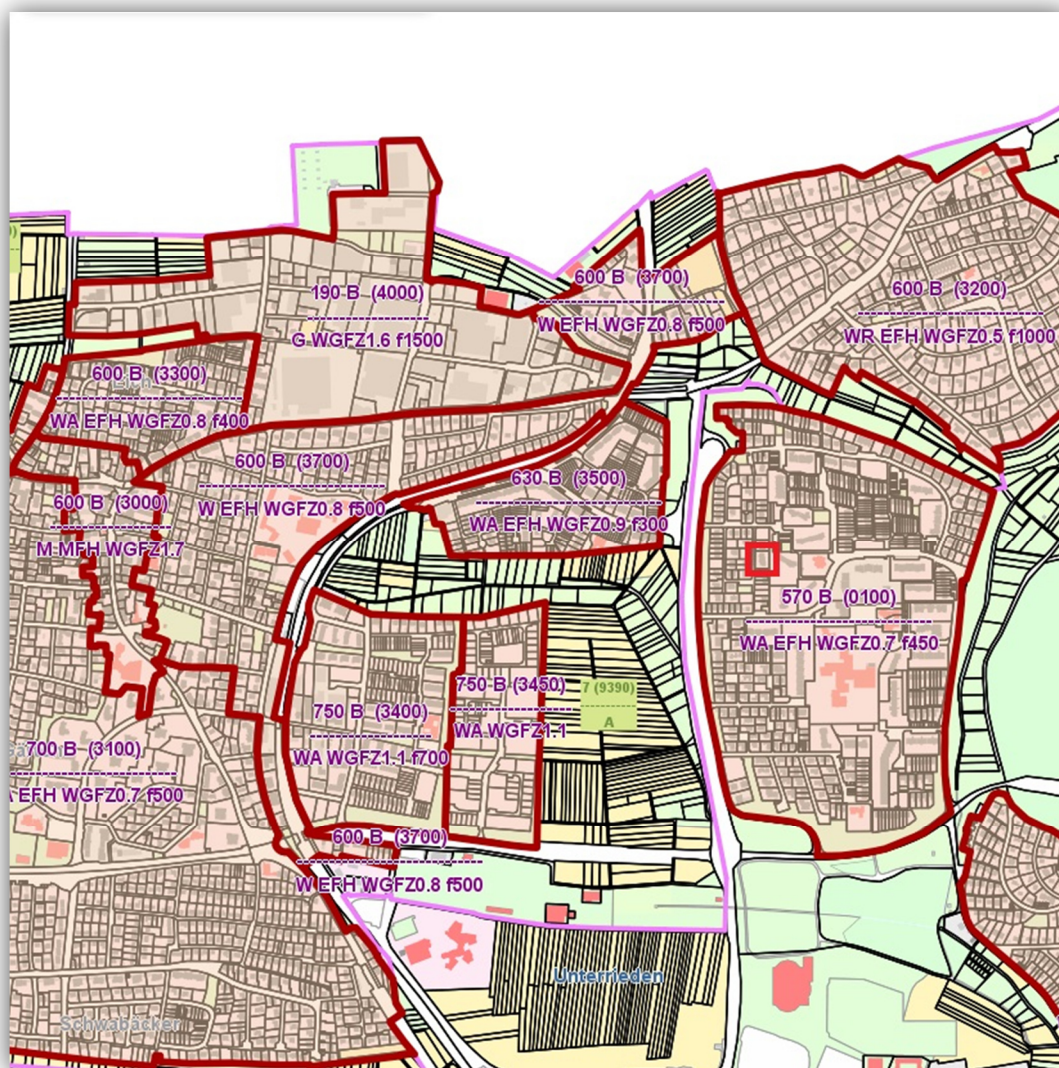 600 B (3700)
W EFH WGFZ0.8 f500
190 B (4000)
G WGFZ1.6 f1500
600 B (3200)
WR EFH WGFZ0.5 f1000
600 B (3300)
WA EFH WGFZ0.8 f400
600 B (3700)
W EFH WGFZ0.8 f500
630 B (3500)
WA EFH WGFZ0.9 f300
600 B (3000)
M MFH WGFZ1.7
570 B (0100)
WA EFH WGFZ0.7 f450
750 B (3450)
WA WGFZ1.1
7 (9390)
A
750 B (3400)
WA WGFZ1.1 f700
700 B (3100)
EFH WGFZ0.7 f500
600 B (3700)
W EFH WGFZ0.8 f500
Unterrieden
Schwabäcker